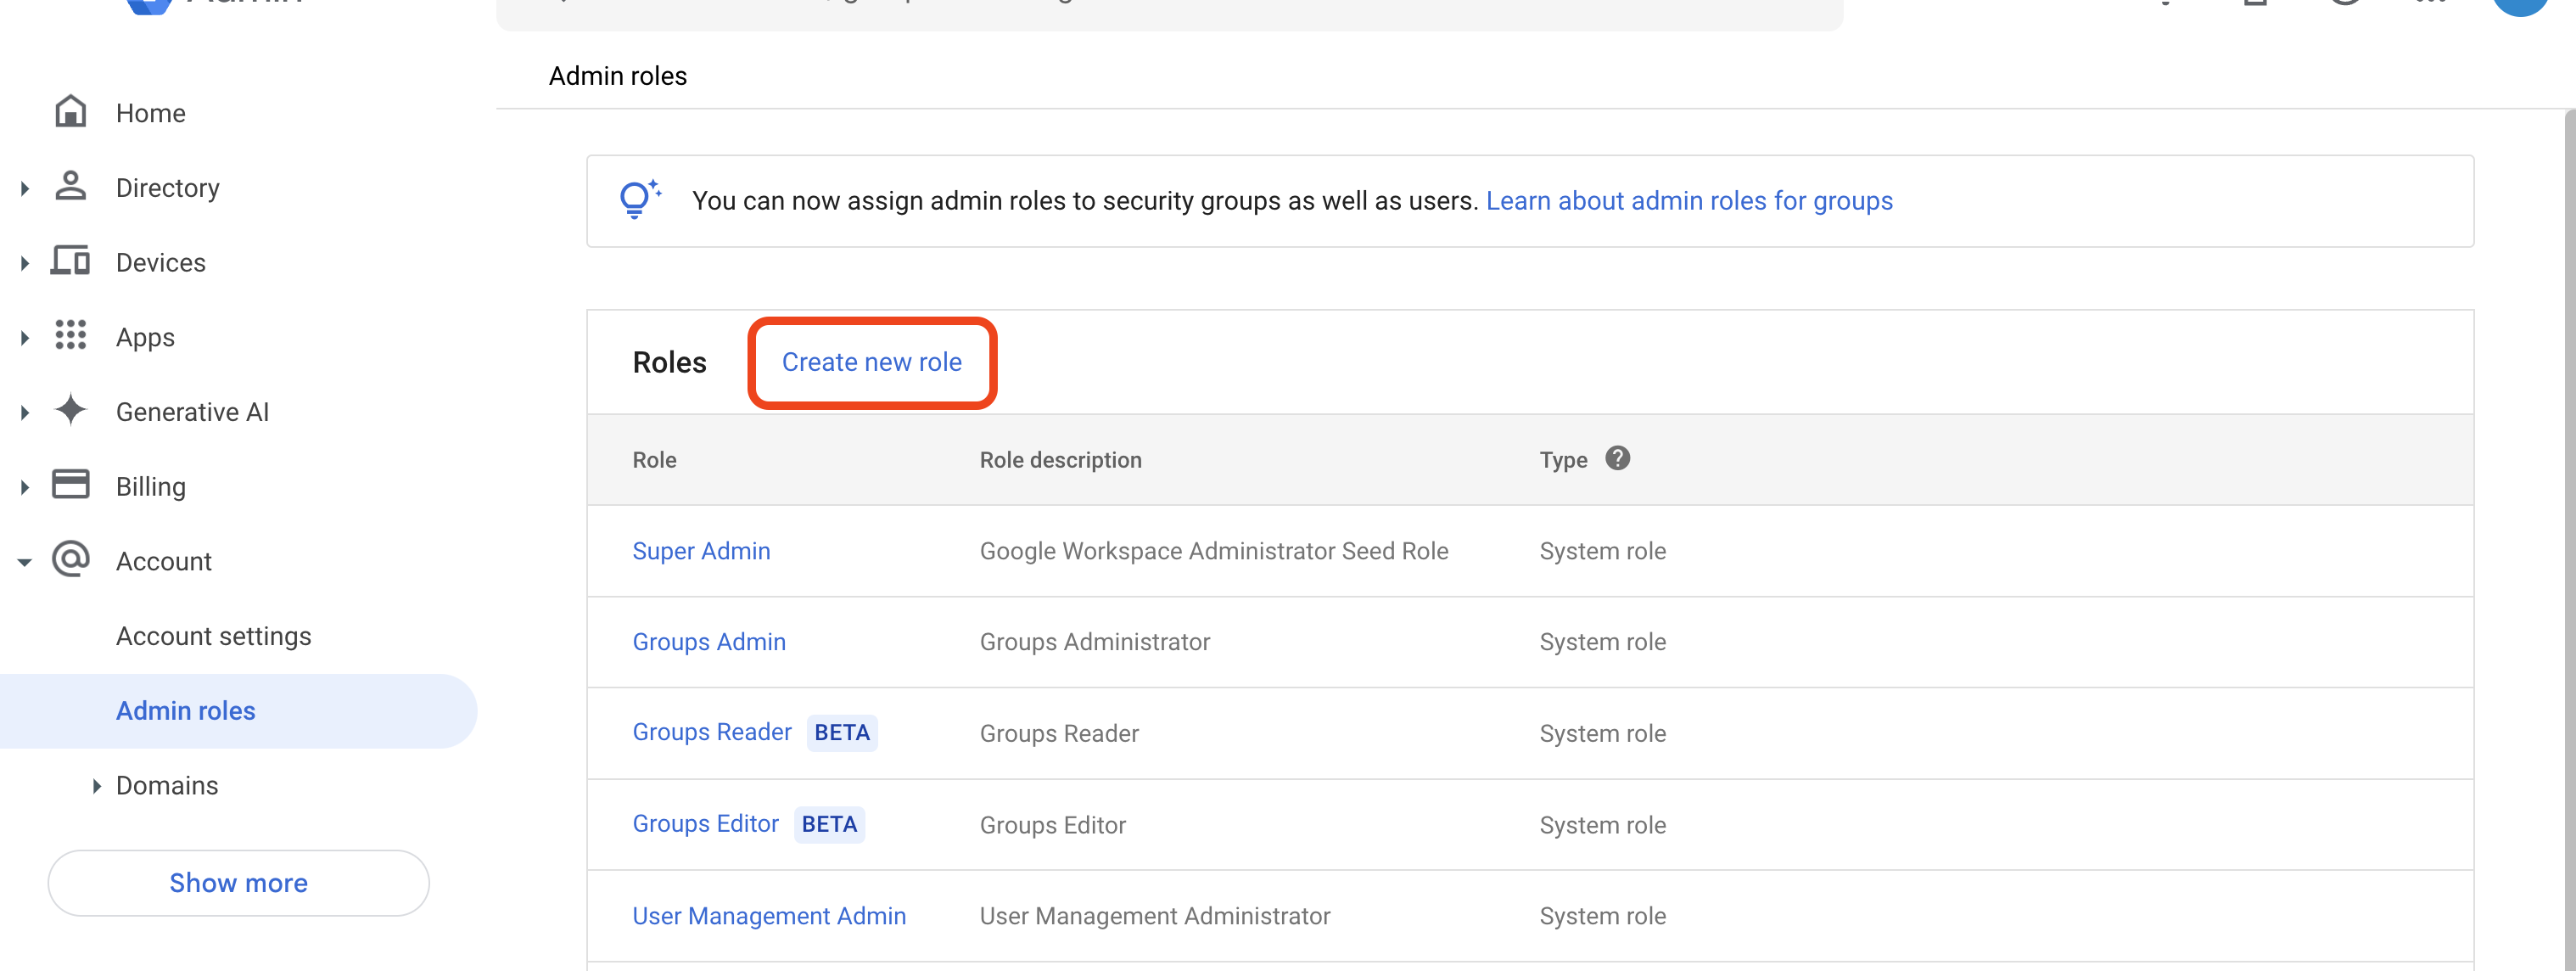 Admin roles
Home
Directory
Devices
Apps
Generative AI
Billing
Account
Account settings
Admin roles
Domains
Show more
You can now assign admin roles to security groups as well as users. Learn about admin roles for groups
Roles Create new role
Role Role description Type ?
Super Admin Google Workspace Administrator Seed Role System role
Groups Admin Groups Administrator System role
Groups Reader BETA Groups Reader System role
Groups Editor BETA Groups Editor System role
User Management Admin User Management Administrator System role